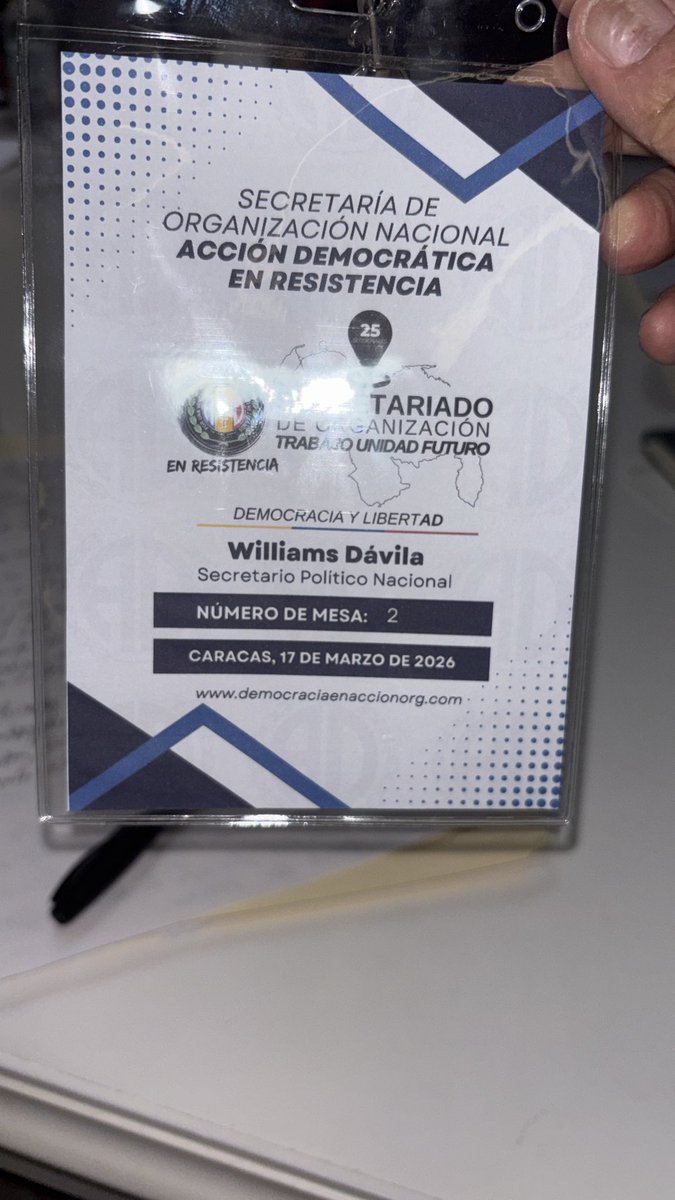 SECRETARÍA DE
ORGANIZACIÓN NACIONAL
ACCIÓN DEMOCRÁTICA
EN RESISTENCIA
25
TARIADO
DE ORGANIZACIÓN
TRABAJO UNIDAD FUTURO
EN RESISTENCIA
DEMOCRACIA Y LIBERTAD
Williams Dávila
Secretario Político Nacional
NÚMERO DE MESA: 2
CARACAS, 17 DE MARZO DE 2026
www.democraciaenaccionorg.com